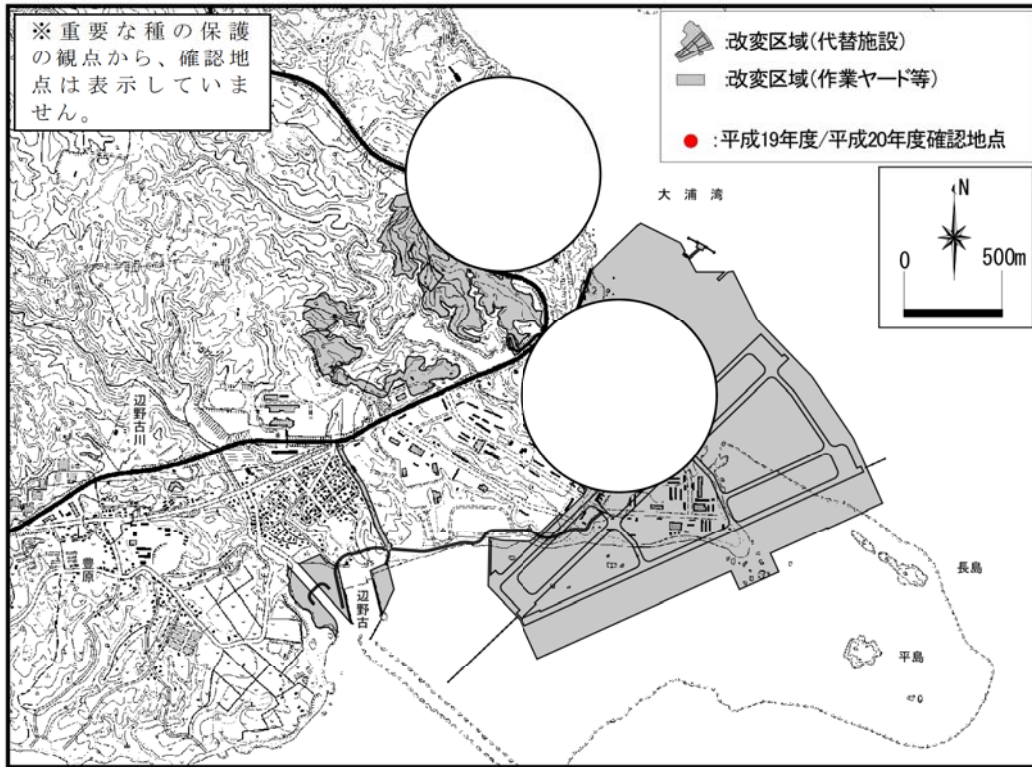 ※重要な種の保護
の観点から、確認地
点は表示していま
せん。
:改変区域(代替施設)
:改変区域(作業ヤード等)
:平成19年度/平成20年度確認地点
大浦湾
N
0 500m
辺野古川
豊原
辺野古
長島
平島